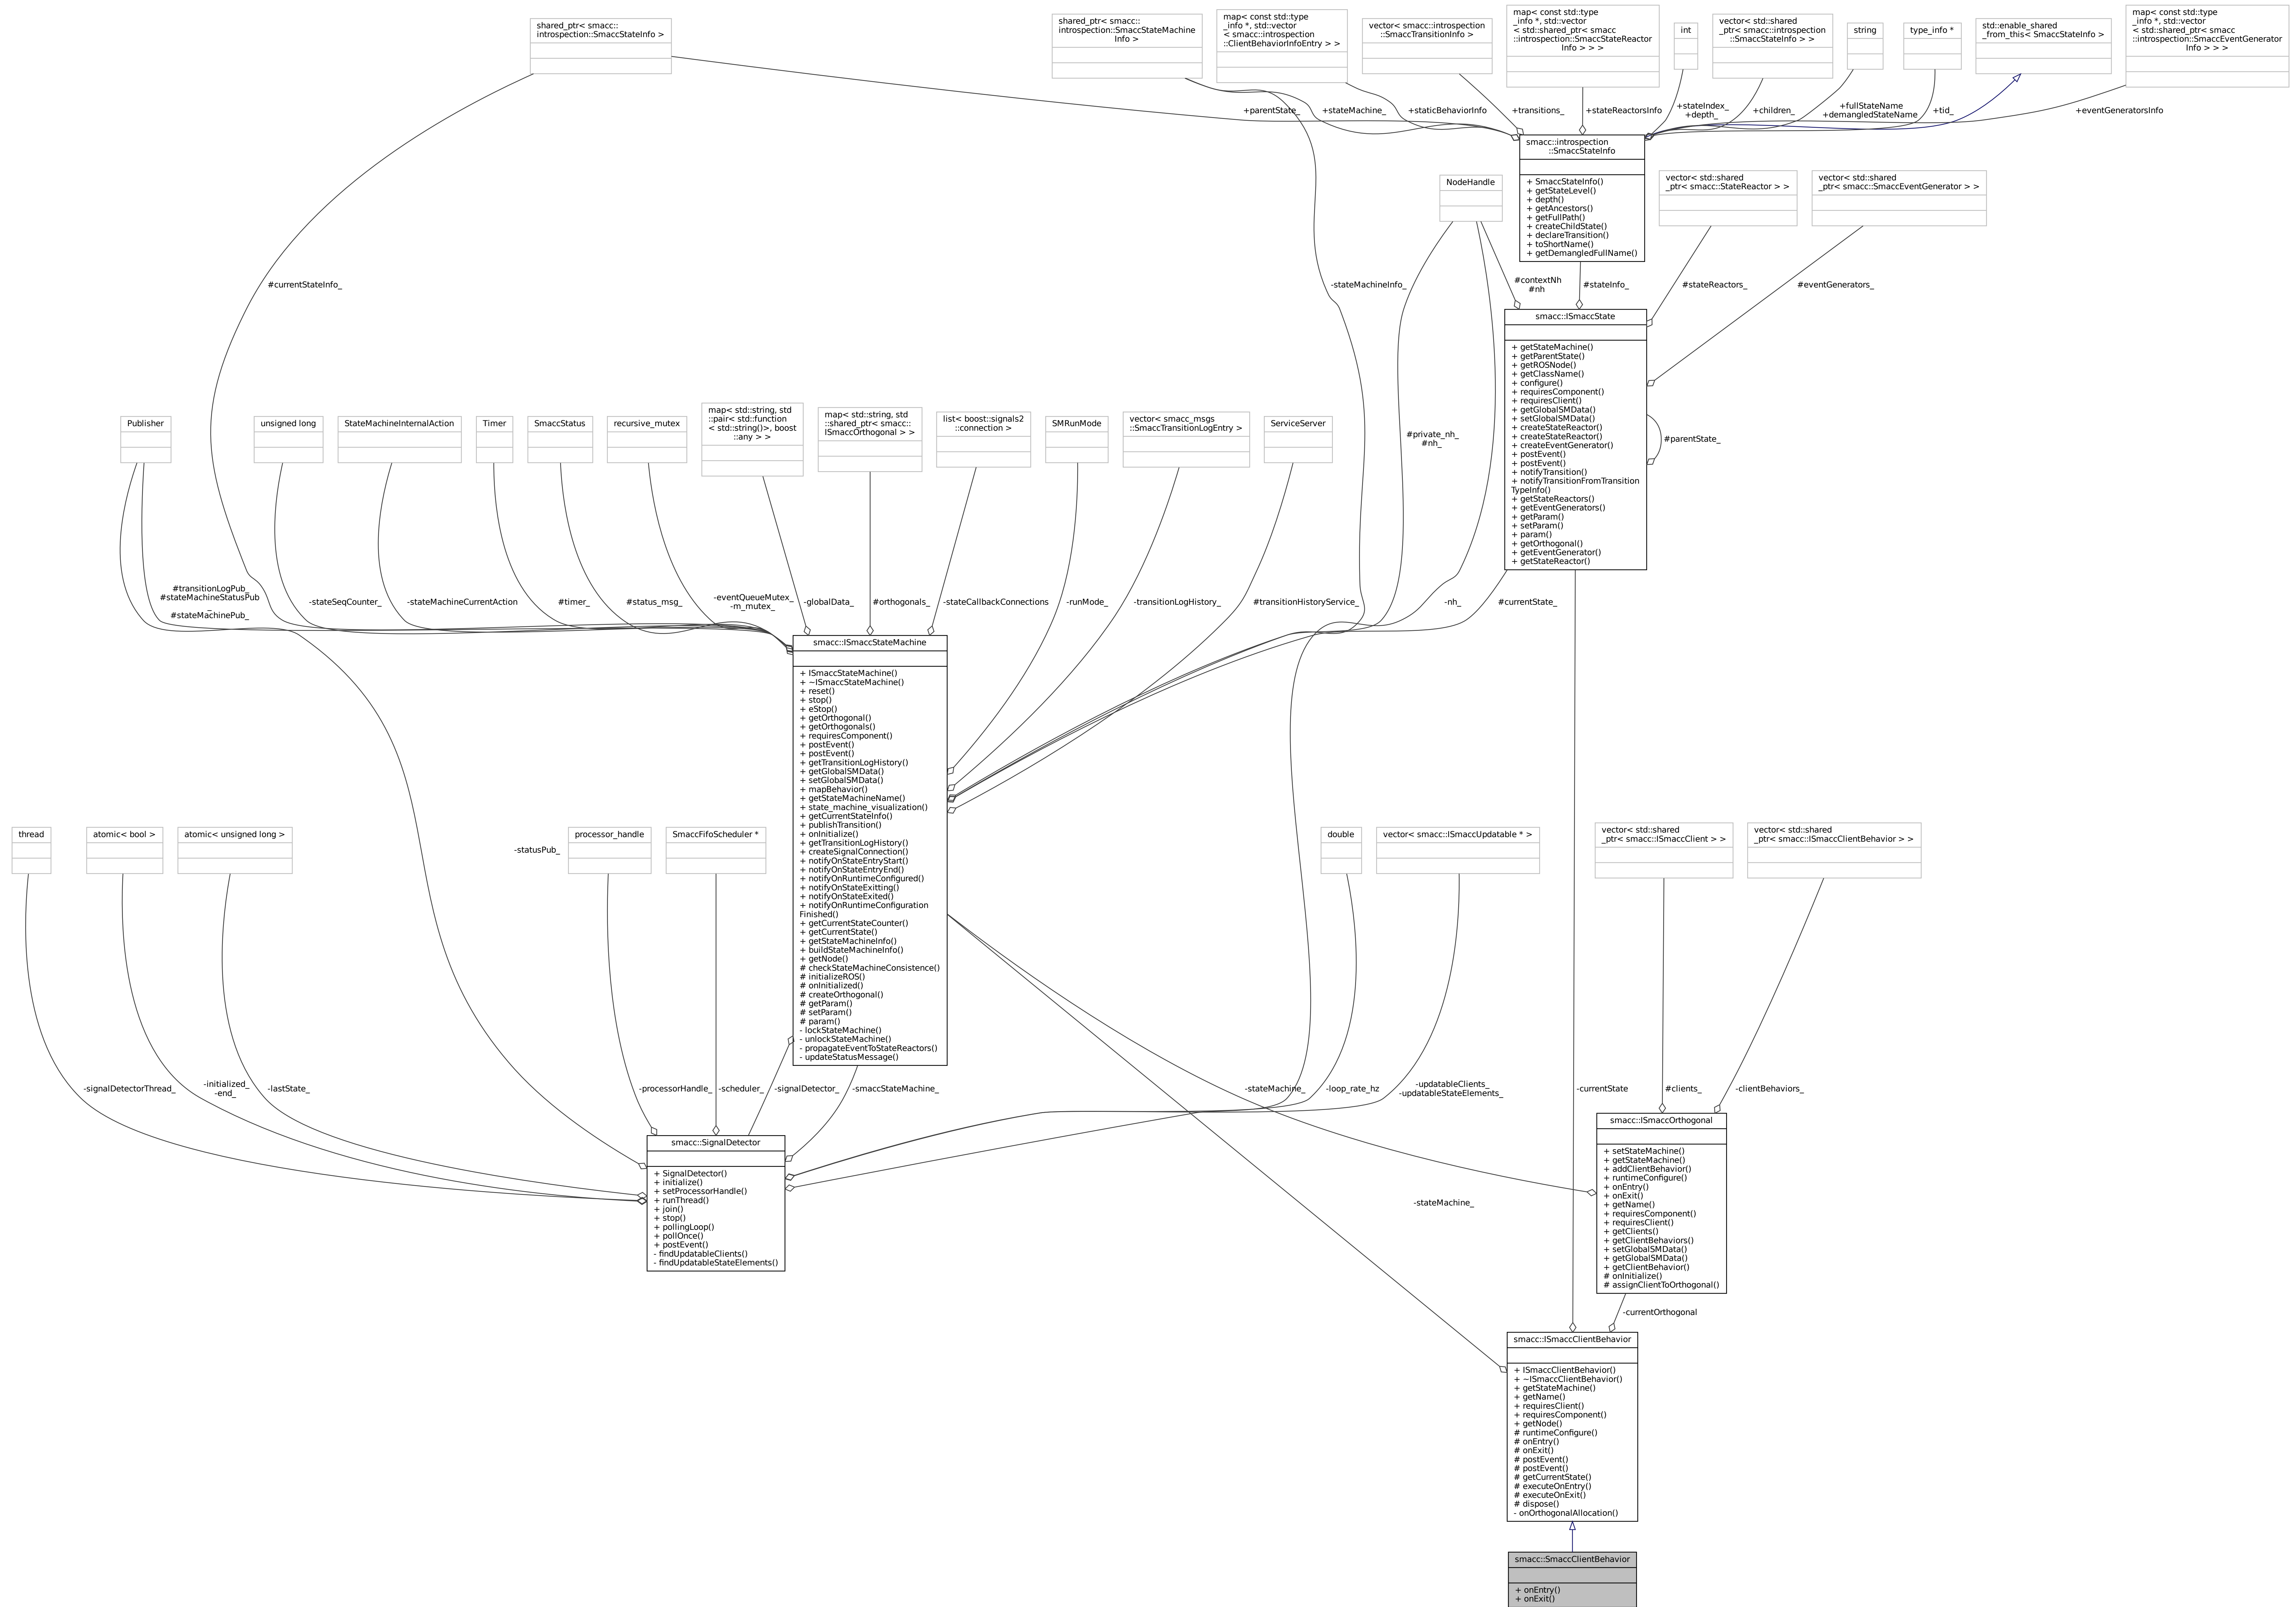 shared_ptr< smacc::
introspection::SmaccStateInfo >
shared_ptr< smacc::
introspection::SmaccStateMachine
Info >
map< const std::type
_info *, std::vector
< smacc::introspection
::ClientBehaviorInfoEntry > >
vector< smacc::introspection
::SmaccTransitionInfo >
map< const std::type
_info *, std::vector
< std::shared_ptr< smacc
::introspection::SmaccStateReactor
Info > > >
int
vector< std::shared
_ptr< smacc::introspection
::SmaccStateInfo > >
string
type_info *
std::enable_shared
_from_this< SmaccStateInfo >
map< const std::type
_info *, std::vector
< std::shared_ptr< smacc
::introspection::SmaccEventGenerator
Info > > >
+parentState_
+stateMachine_
+staticBehaviorInfo
+transitions_
+stateReactorsInfo
+stateIndex_
+depth_
+children_
+fullStateName
+demangledStateName
+tid_
+eventGeneratorsInfo
smacc::introspection
::SmaccStateInfo
+ SmaccStateInfo()
+ getStateLevel()
+ depth()
+ getAncestors()
+ getFullPath()
+ createChildState()
+ declareTransition()
+ toShortName()
+ getDemangledFullName()
NodeHandle
vector< std::shared
_ptr< smacc::StateReactor > >
vector< std::shared
_ptr< smacc::SmaccEventGenerator > >
#currentStateInfo_
-stateMachineInfo_
#contextNh
#nh
#stateInfo_
#stateReactors_
#eventGenerators_
smacc::ISmaccState
+ getStateMachine()
+ getParentState()
+ getROSNode()
+ getClassName()
+ configure()
+ requiresComponent()
+ requiresClient()
+ getGlobalSMData()
+ setGlobalSMData()
+ createStateReactor()
+ createStateReactor()
+ createEventGenerator()
+ postEvent()
+ postEvent()
+ notifyTransition()
+ notifyTransitionFromTransition
TypeInfo()
+ getStateReactors()
+ getEventGenerators()
+ getParam()
+ setParam()
+ param()
+ getOrthogonal()
+ getEventGenerator()
+ getStateReactor()
#parentState_
Publisher
unsigned long
StateMachineInternalAction
Timer
SmaccStatus
recursive_mutex
map< std::string, std
::pair< std::function
< std::string()>, boost
::any > >
map< std::string, std
::shared_ptr< smacc::
ISmaccOrthogonal > >
list< boost::signals2
::connection >
SMRunMode
vector< smacc_msgs
::SmaccTransitionLogEntry >
ServiceServer
#private_nh_
#nh_
#transitionLogPub_
#stateMachineStatusPub
_
#stateMachinePub_
-stateSeqCounter_
-stateMachineCurrentAction
#timer_
#status_msg_
-eventQueueMutex_
-m_mutex_
-globalData_
#orthogonals_
-stateCallbackConnections
-runMode_
-transitionLogHistory_
#transitionHistoryService_
-nh_
#currentState_
smacc::ISmaccStateMachine
+ ISmaccStateMachine()
+ ~ISmaccStateMachine()
+ reset()
+ stop()
+ eStop()
+ getOrthogonal()
+ getOrthogonals()
+ requiresComponent()
+ postEvent()
+ postEvent()
+ getTransitionLogHistory()
+ getGlobalSMData()
+ setGlobalSMData()
+ mapBehavior()
+ getStateMachineName()
+ state_machine_visualization()
+ getCurrentStateInfo()
+ publishTransition()
+ onInitialize()
+ getTransitionLogHistory()
+ createSignalConnection()
+ notifyOnStateEntryStart()
+ notifyOnStateEntryEnd()
+ notifyOnRuntimeConfigured()
+ notifyOnStateExitting()
+ notifyOnStateExited()
+ notifyOnRuntimeConfiguration
Finished()
+ getCurrentStateCounter()
+ getCurrentState()
+ getStateMachineInfo()
+ buildStateMachineInfo()
+ getNode()
# checkStateMachineConsistence()
# initializeROS()
# onInitialized()
# createOrthogonal()
# getParam()
# setParam()
# param()
- lockStateMachine()
- unlockStateMachine()
- propagateEventToStateReactors()
- updateStatusMessage()
thread
atomic< bool >
atomic< unsigned long >
-statusPub_
processor_handle
SmaccFifoScheduler *
double
vector< smacc::ISmaccUpdatable * >
vector< std::shared
_ptr< smacc::ISmaccClient > >
vector< std::shared
_ptr< smacc::ISmaccClientBehavior > >
-signalDetectorThread_
-initialized_
-end_
-lastState_
-processorHandle_
-scheduler_
-signalDetector_
-smaccStateMachine_
-stateMachine_
-loop_rate_hz
-updatableClients_
-updatableStateElements_
-currentState
#clients_
-clientBehaviors_
smacc::SignalDetector
+ SignalDetector()
+ initialize()
+ setProcessorHandle()
+ runThread()
+ join()
+ stop()
+ pollingLoop()
+ pollOnce()
+ postEvent()
- findUpdatableClients()
- findUpdatableStateElements()
smacc::ISmaccOrthogonal
+ setStateMachine()
+ getStateMachine()
+ addClientBehavior()
+ runtimeConfigure()
+ onEntry()
+ onExit()
+ getName()
+ requiresComponent()
+ requiresClient()
+ getClients()
+ getClientBehaviors()
+ setGlobalSMData()
+ getGlobalSMData()
+ getClientBehavior()
# onInitialize()
# assignClientToOrthogonal()
-stateMachine_
-currentOrthogonal
smacc::ISmaccClientBehavior
+ ISmaccClientBehavior()
+ ~ISmaccClientBehavior()
+ getStateMachine()
+ getName()
+ requiresClient()
+ requiresComponent()
+ getNode()
# runtimeConfigure()
# onEntry()
# onExit()
# postEvent()
# postEvent()
# getCurrentState()
# executeOnEntry()
# executeOnExit()
# dispose()
- onOrthogonalAllocation()
smacc::SmaccClientBehavior
+ onEntry()
+ onExit()